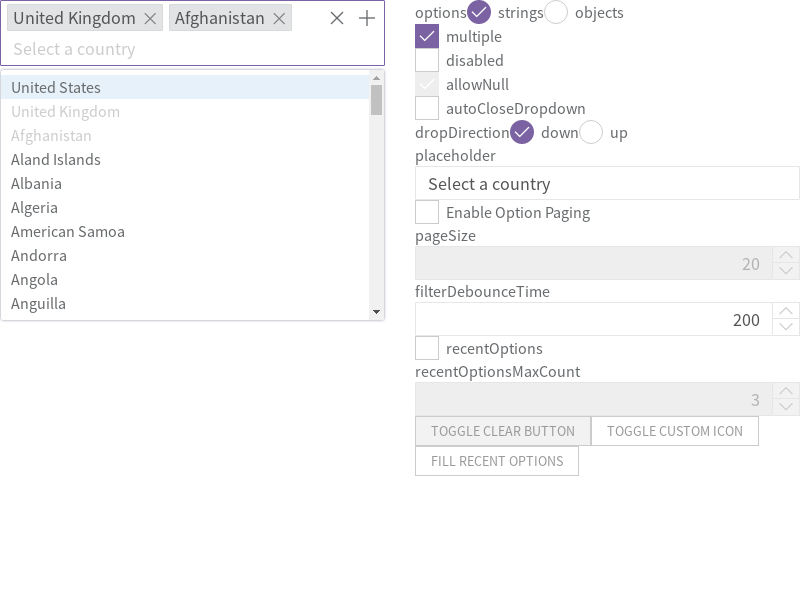 United Kingdom
Afghanistan
Select a country
United States
United Kingdom
Afghanistan
Aland Islands
Albania
Algeria
American Samoa
Andorra
Angola
Anguilla
options strings objects
multiple
disabled
allowNull
autoCloseDropdown
dropDirection down up
placeholder
Select a country
Enable Option Paging
pageSize
20
filterDebounceTime
200
recentOptions
recentOptionsMaxCount
3
TOGGLE CLEAR BUTTON TOGGLE CUSTOM ICON
FILL RECENT OPTIONS